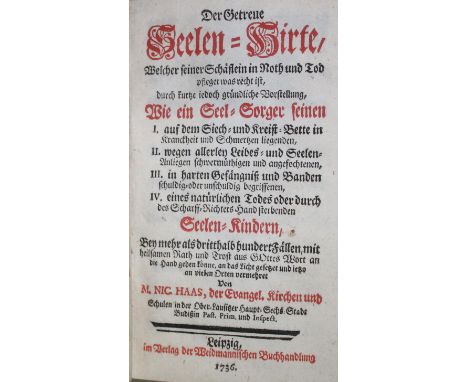 Der Getreue
Seelen-Hirte,
Welcher seiner Schäflein in Noth und Tod
pfleget was recht ist,
durch kurtze iedoch gründliche Vorstellung,
Wie ein Seel-Sorger seinen
I. auf dem Siech- und Kreist-Bette in
Kranckheit und Schmertzen liegenden,
II. wegen allerley Leibes- und Seelen-
Anliegen schwermüthigen und angefochtenen,
III. in harten Gefängniß und Banden
schuldig- oder unschuldig begriffenen,
IV. eines natürlichen Todes oder durch
des Scharff-Richters Hand sterbenden
Seelen-Kindern,
Bey mehr als dritthalb hundert Fällen, mit
heilsamen Rath und Trost aus GOttes Wort an
die Hand gehen könne, an das Licht gesetzet und ietzo
an vielen Orten vermehret
Von
M. NIC. HAAS, der Evangel. Kirchen und
Schulen in der Ober-Lausitzer Haupt-Sechs-Stadt
Budißin Past. Prim. und Inspect.
Leipzig,
im Verlag der Weidmannischen Buchhandlung
1736.